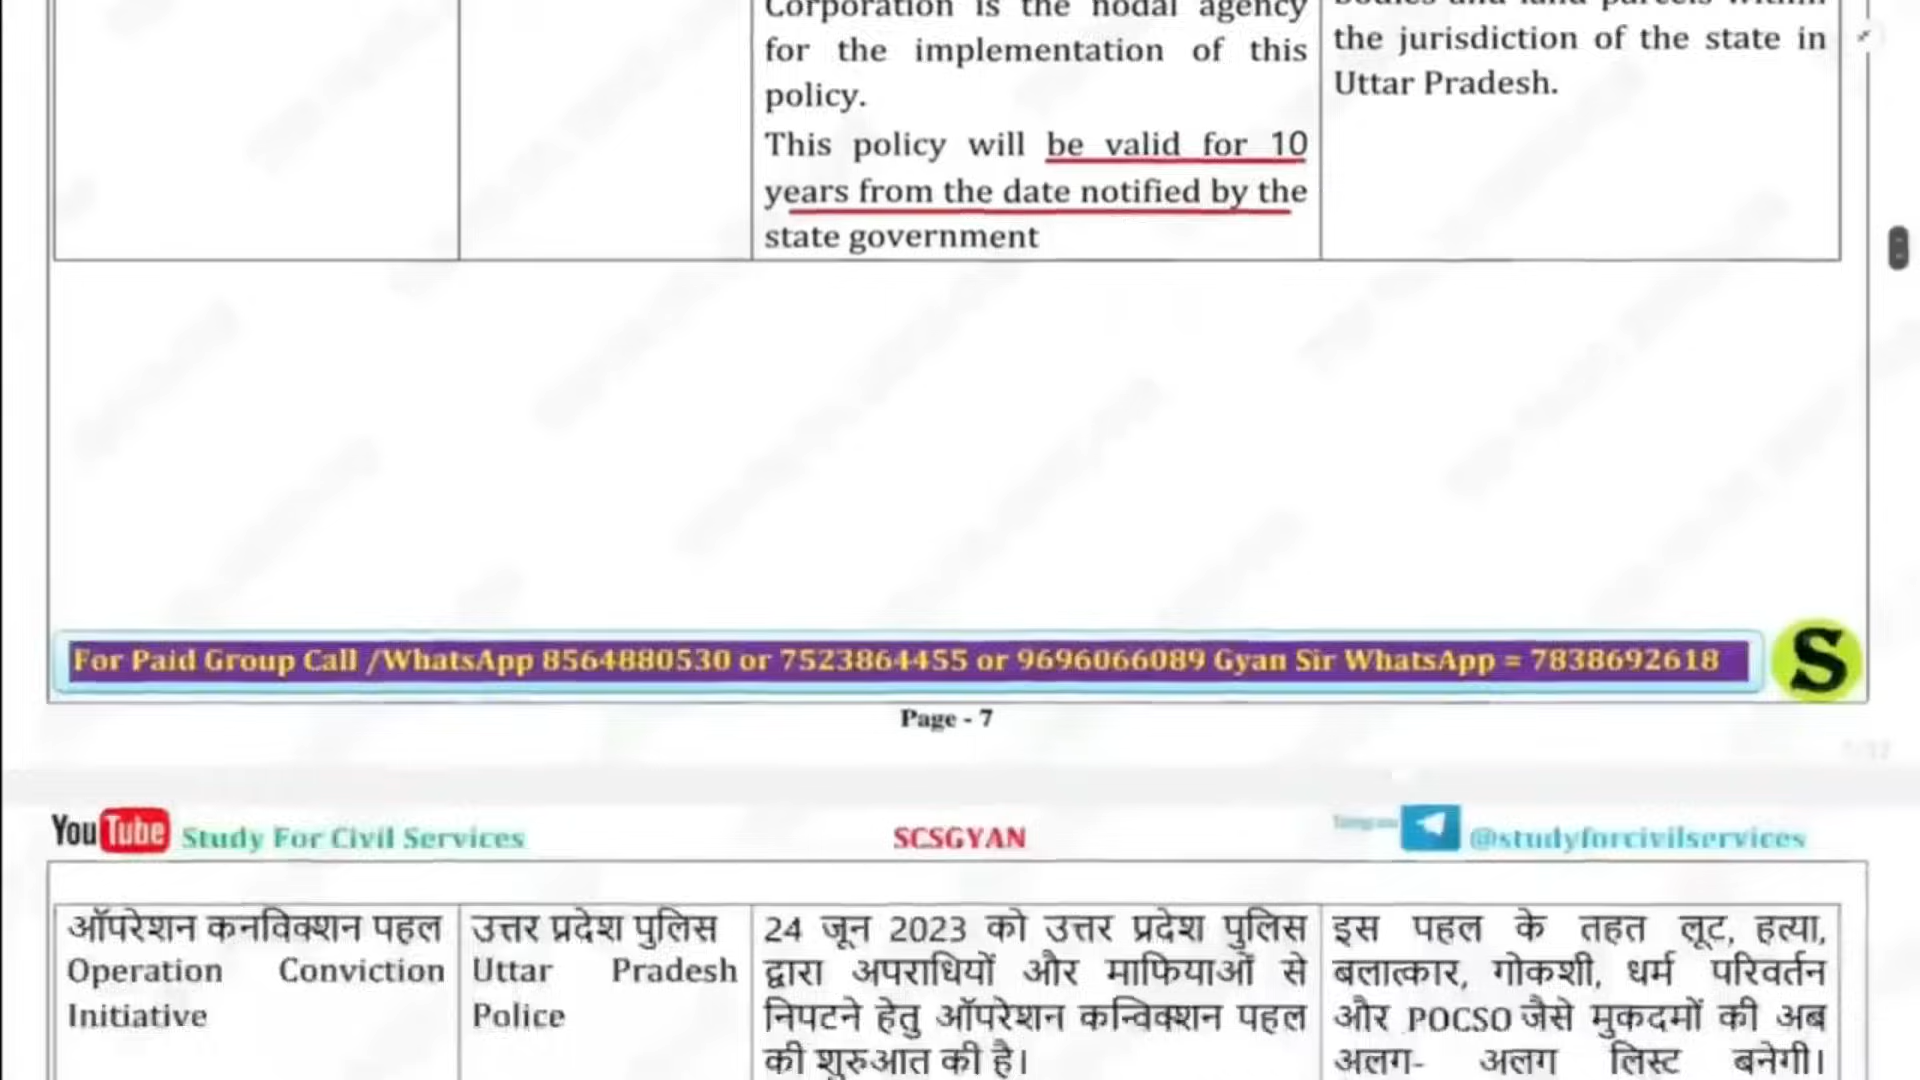 Corporation is the nodal agency
for the implementation of this
policy.
This policy will be valid for 10
years from the date notified by the
state government
the jurisdiction of the state in
Uttar Pradesh.
For Paid Group Call /WhatsApp 8564880530 or 7523864455 or 9696066089 Gyan Sir WhatsApp = 7838692618
S
Page - 7
YouTube Study For Civil Services
SCSGYAN
@studyforcivilservices
ऑपरेशन कनविक्शन पहल
Operation Conviction
Initiative
उत्तर प्रदेश पुलिस
Uttar Pradesh
Police
24 जून 2023 को उत्तर प्रदेश पुलिस
द्वारा अपराधियों और माफियाओं से
निपटने हेतु ऑपरेशन कन्विक्शन पहल
की शुरुआत की है।
इस पहल के तहत लूट, हत्या,
बलात्कार, गोकशी, धर्म परिवर्तन
और POCSO जैसे मुकदमों की अब
अलग- अलग लिस्ट बनेगी।